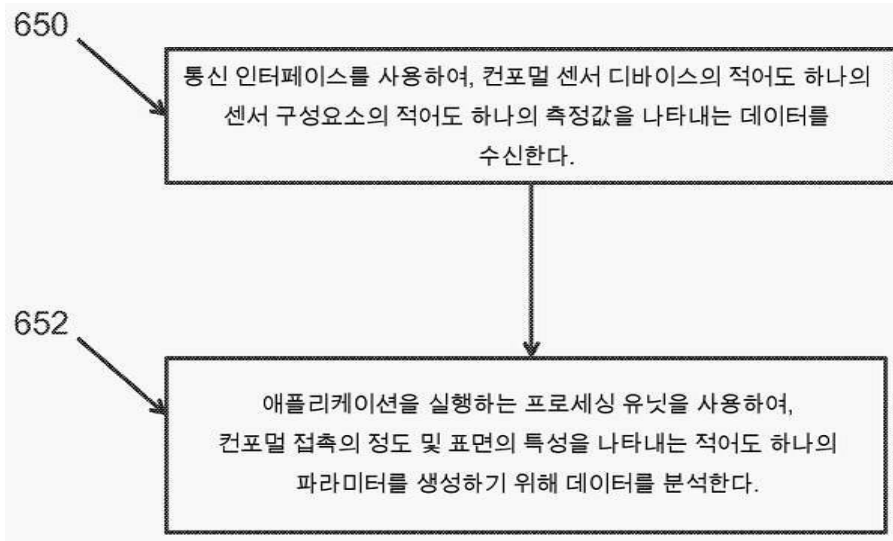 650
통신 인터페이스를 사용하여, 컨포멀 센서 디바이스의 적어도 하나의
센서 구성요소의 적어도 하나의 측정값을 나타내는 데이터를
수신한다.
652
애플리케이션을 실행하는 프로세싱 유닛을 사용하여,
컨포멀 접촉의 정도 및 표면의 특성을 나타내는 적어도 하나의
파라미터를 생성하기 위해 데이터를 분석한다.